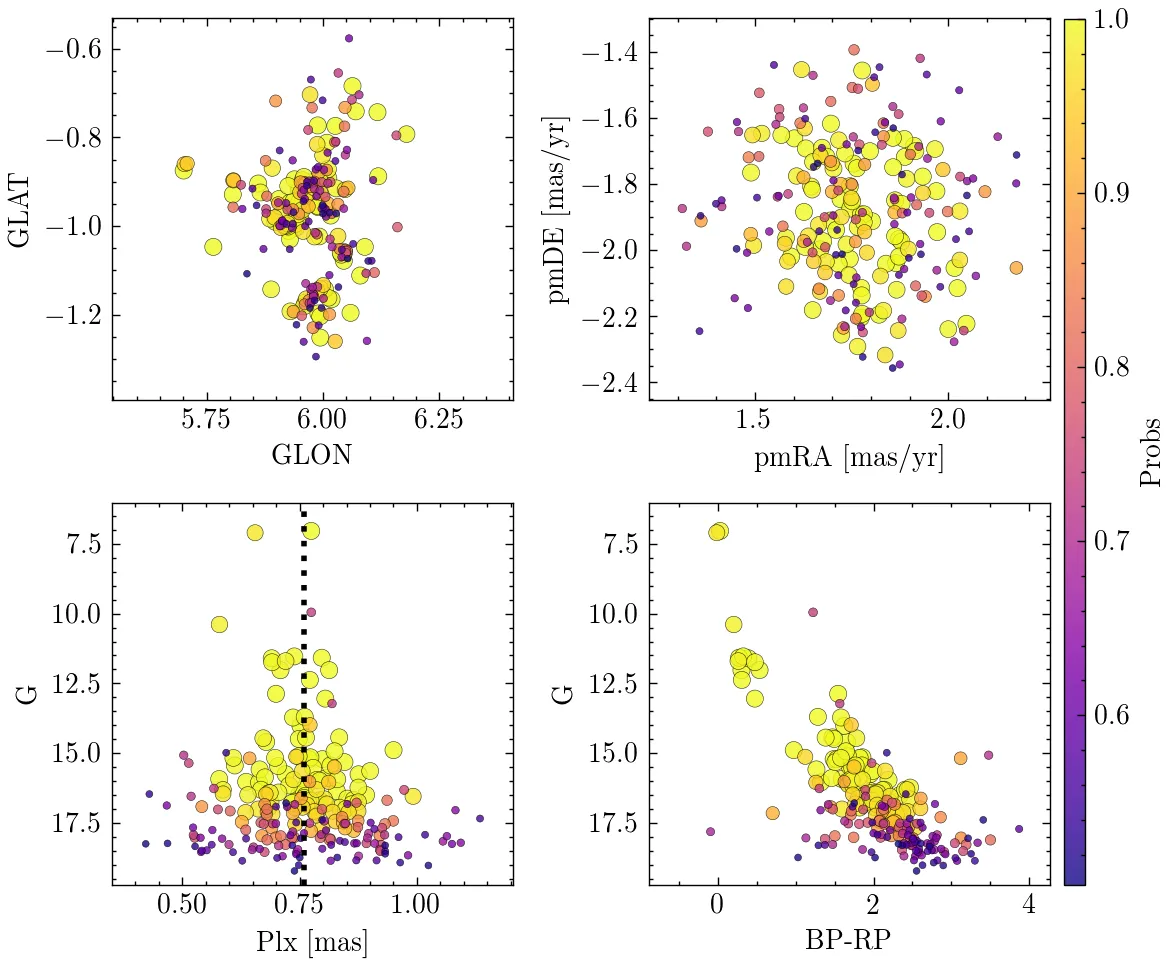 −0.6
−0.8
−1.0
−1.2
GLAT
5.75 6.00 6.25
GLON
−1.4
−1.6
−1.8
−2.0
−2.2
−2.4
pmDE [mas/yr]
1.5 2.0
pmRA [mas/yr]
7.5
10.0
12.5
15.0
17.5
G
0.50 0.75 1.00
Plx [mas]
7.5
10.0
12.5
15.0
17.5
G
0 2 4
BP-RP
1.0
0.9
0.8
0.7
0.6
Probs